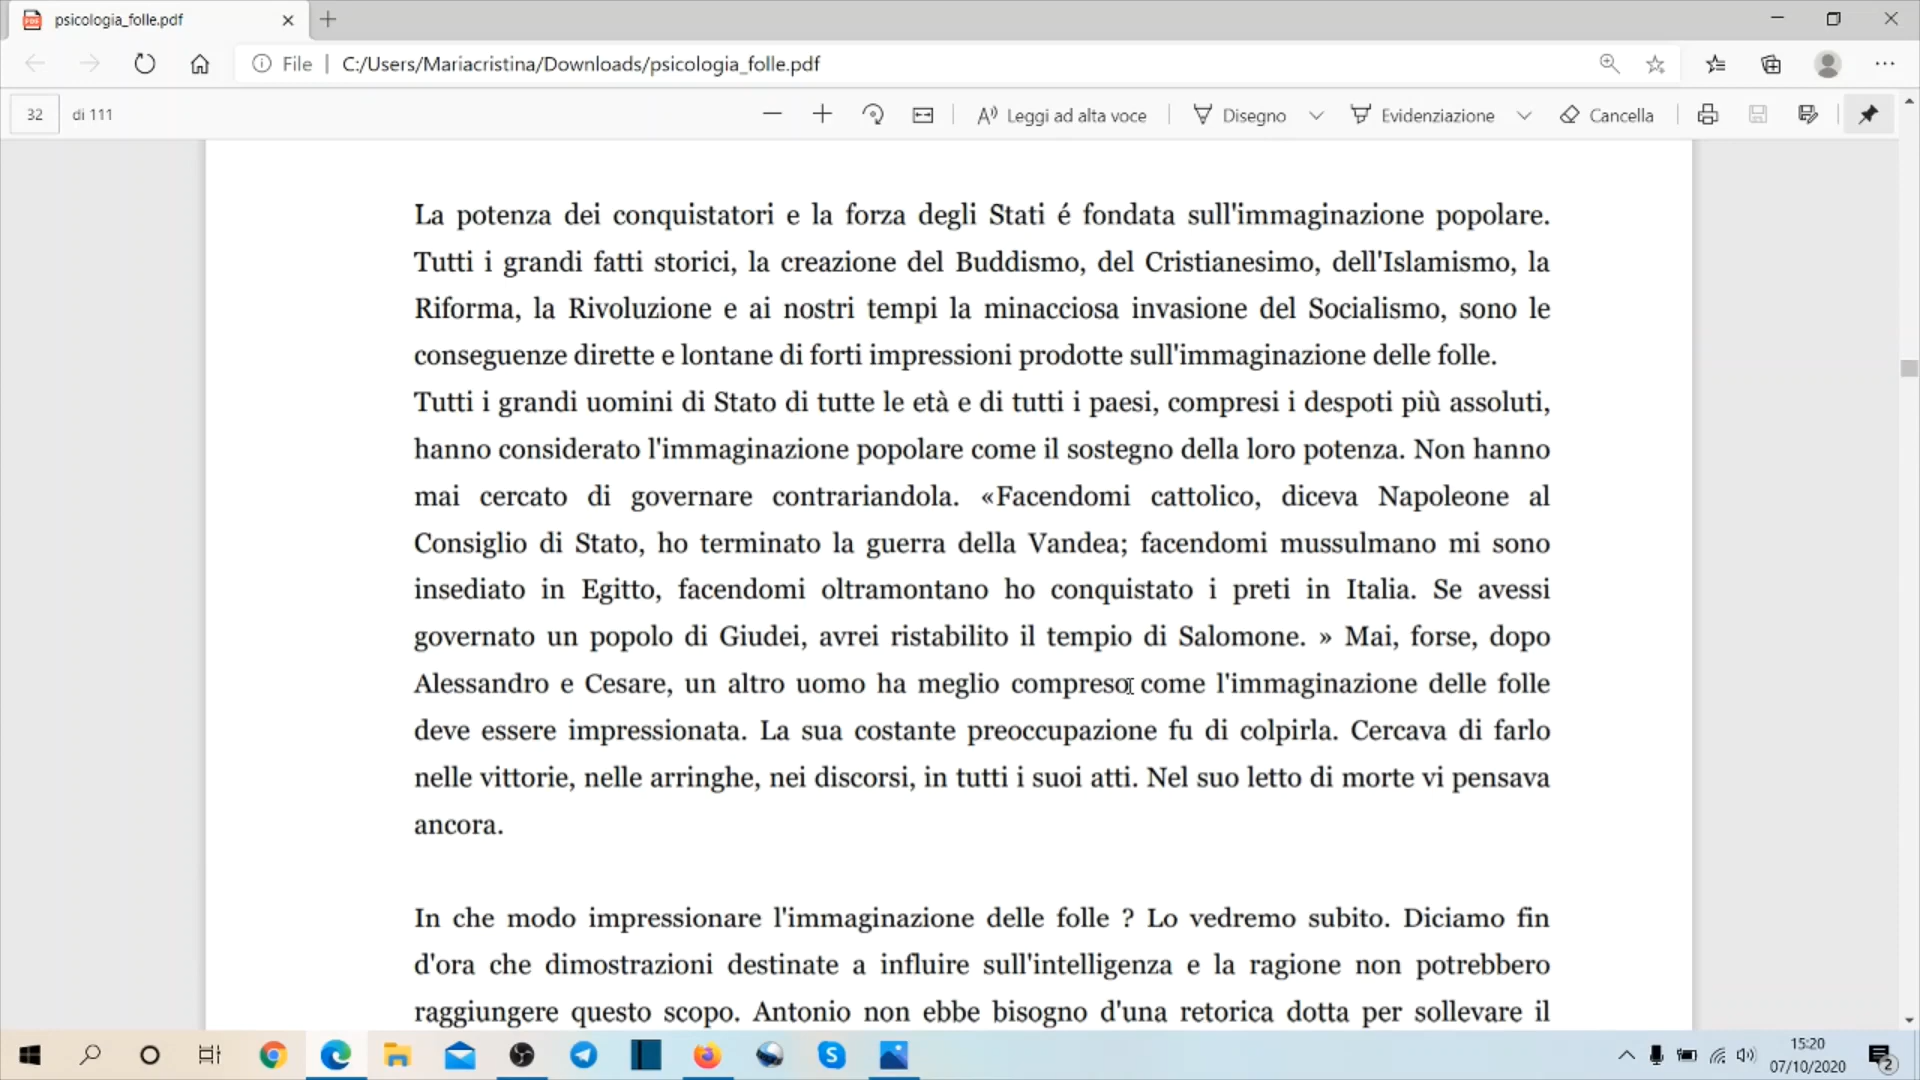 psicologia_folle.pdf
File | C:/Users/Mariacristina/Downloads/psicologia_folle.pdf
32 di 111 Leggi ad alta voce Disegno Evidenziazione Cancella
La potenza dei conquistatori e la forza degli Stati é fondata sull'immaginazione popolare.
Tutti i grandi fatti storici, la creazione del Buddismo, del Cristianesimo, dell'Islamismo, la
Riforma, la Rivoluzione e ai nostri tempi la minacciosa invasione del Socialismo, sono le
conseguenze dirette e lontane di forti impressioni prodotte sull'immaginazione delle folle.
Tutti i grandi uomini di Stato di tutte le età e di tutti i paesi, compresi i despoti più assoluti,
hanno considerato l'immaginazione popolare come il sostegno della loro potenza. Non hanno
mai cercato di governare contrariandola. «Facendomi cattolico, diceva Napoleone al
Consiglio di Stato, ho terminato la guerra della Vandea; facendomi mussulmano mi sono
insediato in Egitto, facendomi oltramontano ho conquistato i preti in Italia. Se avessi
governato un popolo di Giudei, avrei ristabilito il tempio di Salomone. » Mai, forse, dopo
Alessandro e Cesare, un altro uomo ha meglio compreso come l'immaginazione delle folle
deve essere impressionata. La sua costante preoccupazione fu di colpirla. Cercava di farlo
nelle vittorie, nelle arringhe, nei discorsi, in tutti i suoi atti. Nel suo letto di morte vi pensava
ancora.
In che modo impressionare l'immaginazione delle folle ? Lo vedremo subito. Diciamo fin
d'ora che dimostrazioni destinate a influire sull'intelligenza e la ragione non potrebbero
raggiungere questo scopo. Antonio non ebbe bisogno d'una retorica dotta per sollevare il
15:20
07/10/2020
2